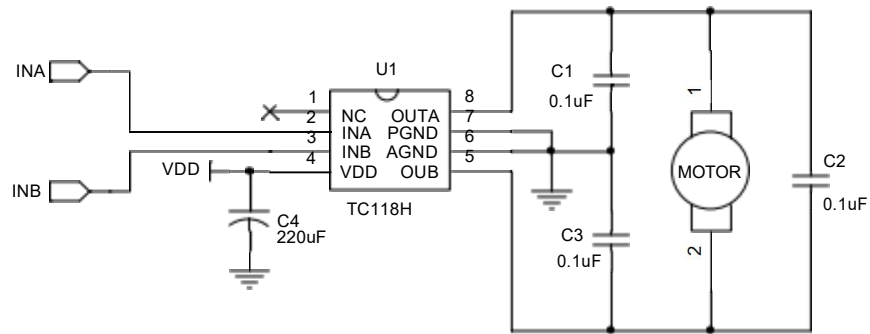 INA
INB
VDD
C4
220uF
U1
1
2
3
4
NC
INA
INB
VDD
OUTA
PGND
AGND
OUB
8
7
6
5
TC118H
C1
0.1uF
C3
0.1uF
1
MOTOR
2
C2
0.1uF